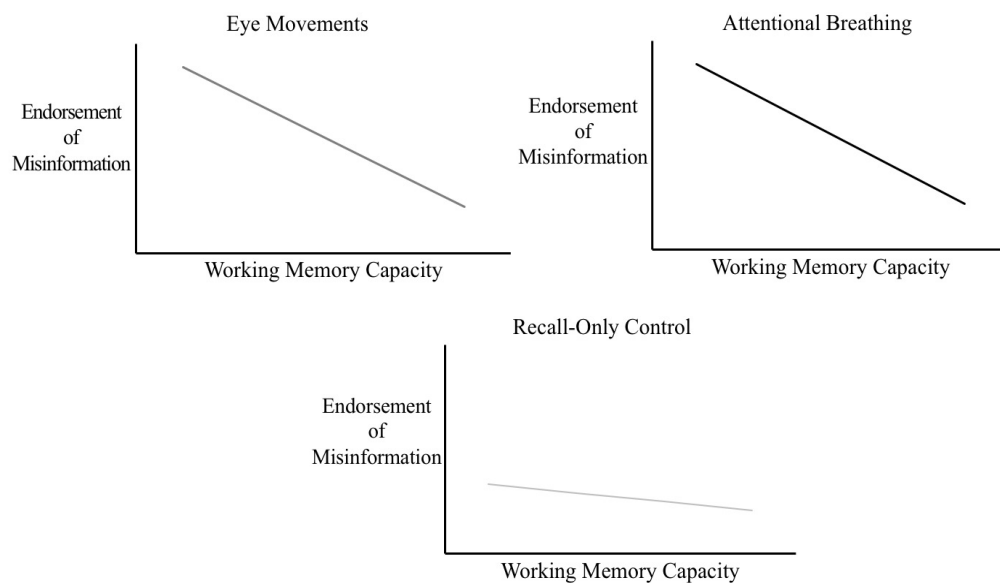 Eye Movements
Endorsement
of
Misinformation
Working Memory Capacity
Attentional Breathing
Endorsement
of
Misinformation
Working Memory Capacity
Recall-Only Control
Endorsement
of
Misinformation
Working Memory Capacity